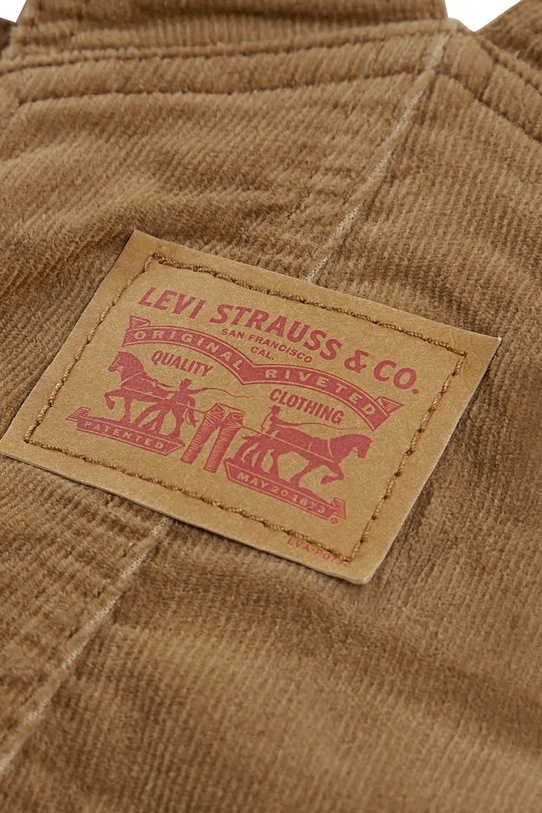 LEVI STRAUSS & CO.
SAN FRANCISCO
CAL.
ORIGINAL RIVETED
QUALITY CLOTHING
PATENTED
MAY 20 1873
®